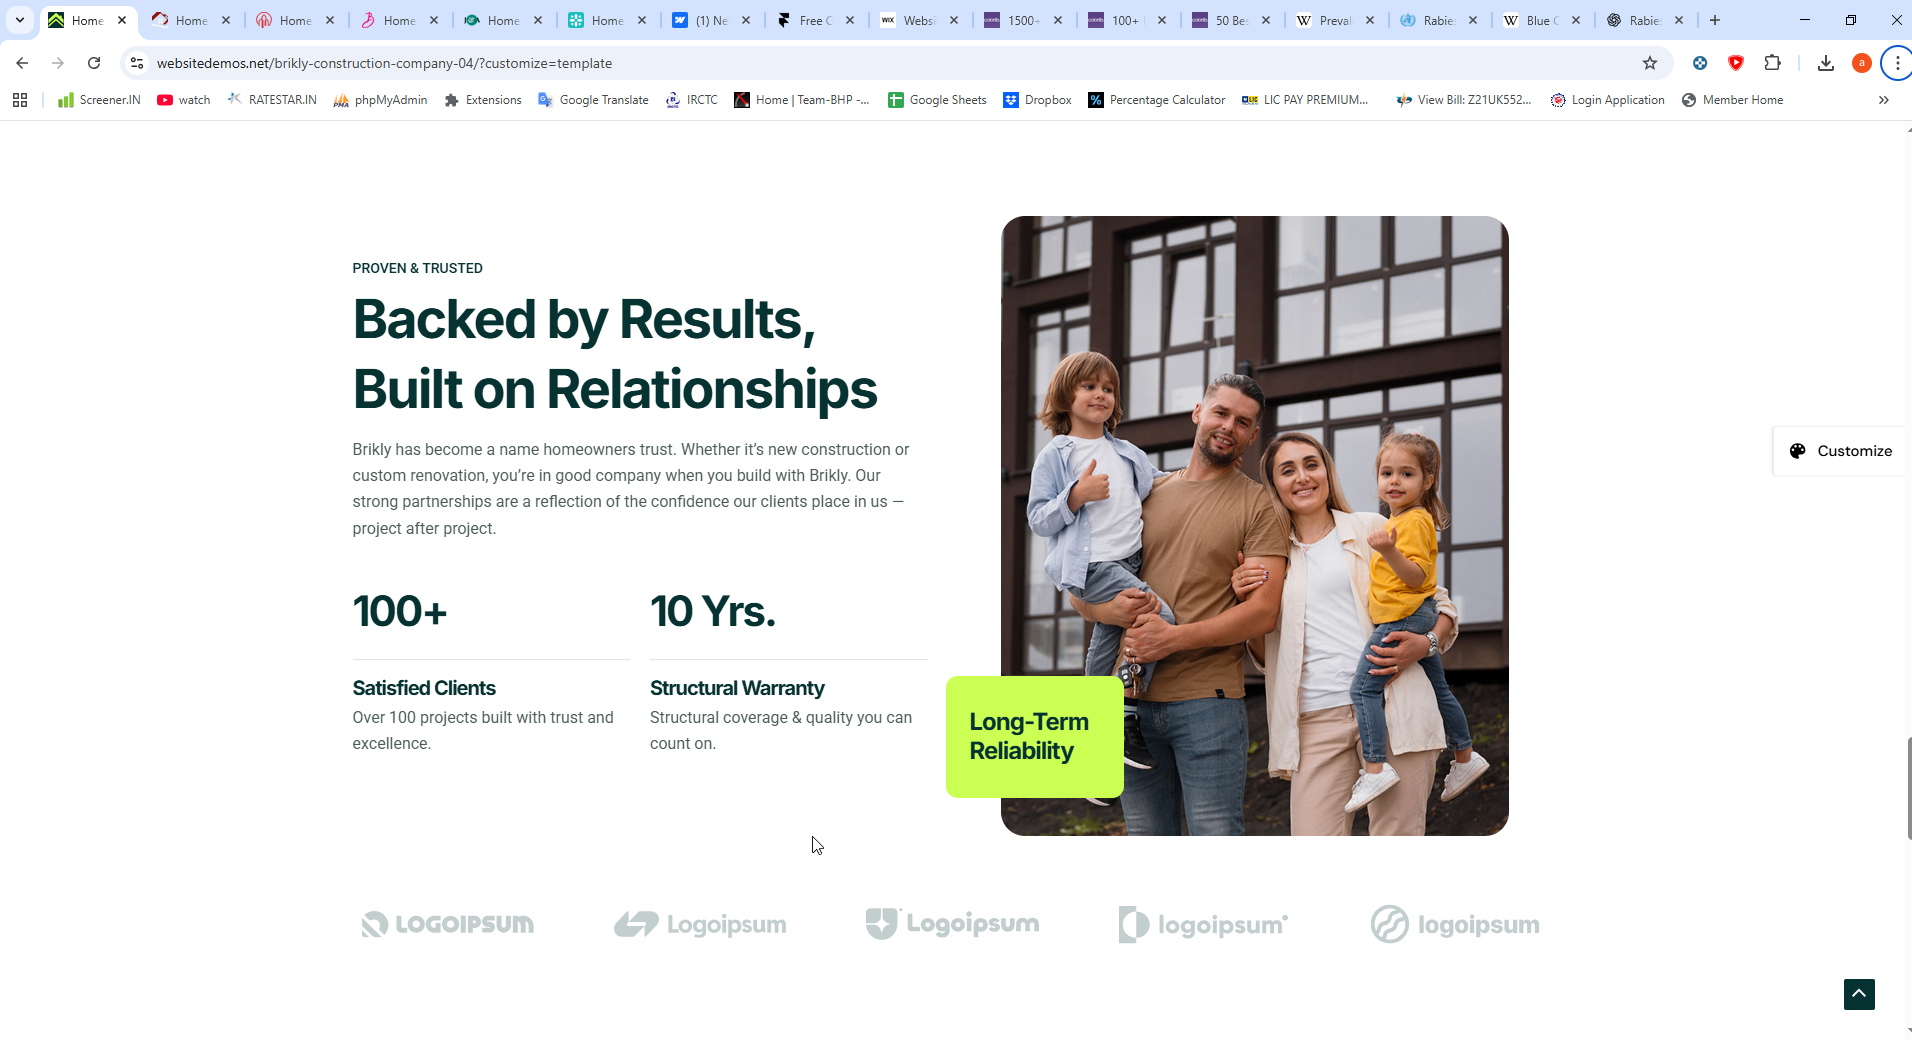 Home
Home
Home
Home
Home
Home
(1) Ne
Free C
Websi
1500+
100+
50 Bes
Preval
Rabie
Blue C
Rabie
websitedemos.net/brikly-construction-company-04/?customize=template
a
Screener.IN
watch
RATESTAR.IN
phpMyAdmin
Extensions
Google Translate
IRCTC
Home | Team-BHP -...
Google Sheets
Dropbox
Percentage Calculator
LIC PAY PREMIUM...
View Bill: Z21UK552...
Login Application
Member Home
PROVEN & TRUSTED
Backed by Results,
Built on Relationships
Brikly has become a name homeowners trust. Whether it’s new construction or
custom renovation, you’re in good company when you build with Brikly. Our
strong partnerships are a reflection of the confidence our clients place in us —
project after project.
100+
10 Yrs.
Satisfied Clients
Structural Warranty
Over 100 projects built with trust and
excellence.
Structural coverage & quality you can
count on.
Long-Term
Reliability
Customize
LOGOIPSUM
Logoipsum
Logoipsum
logoipsum
logoipsum